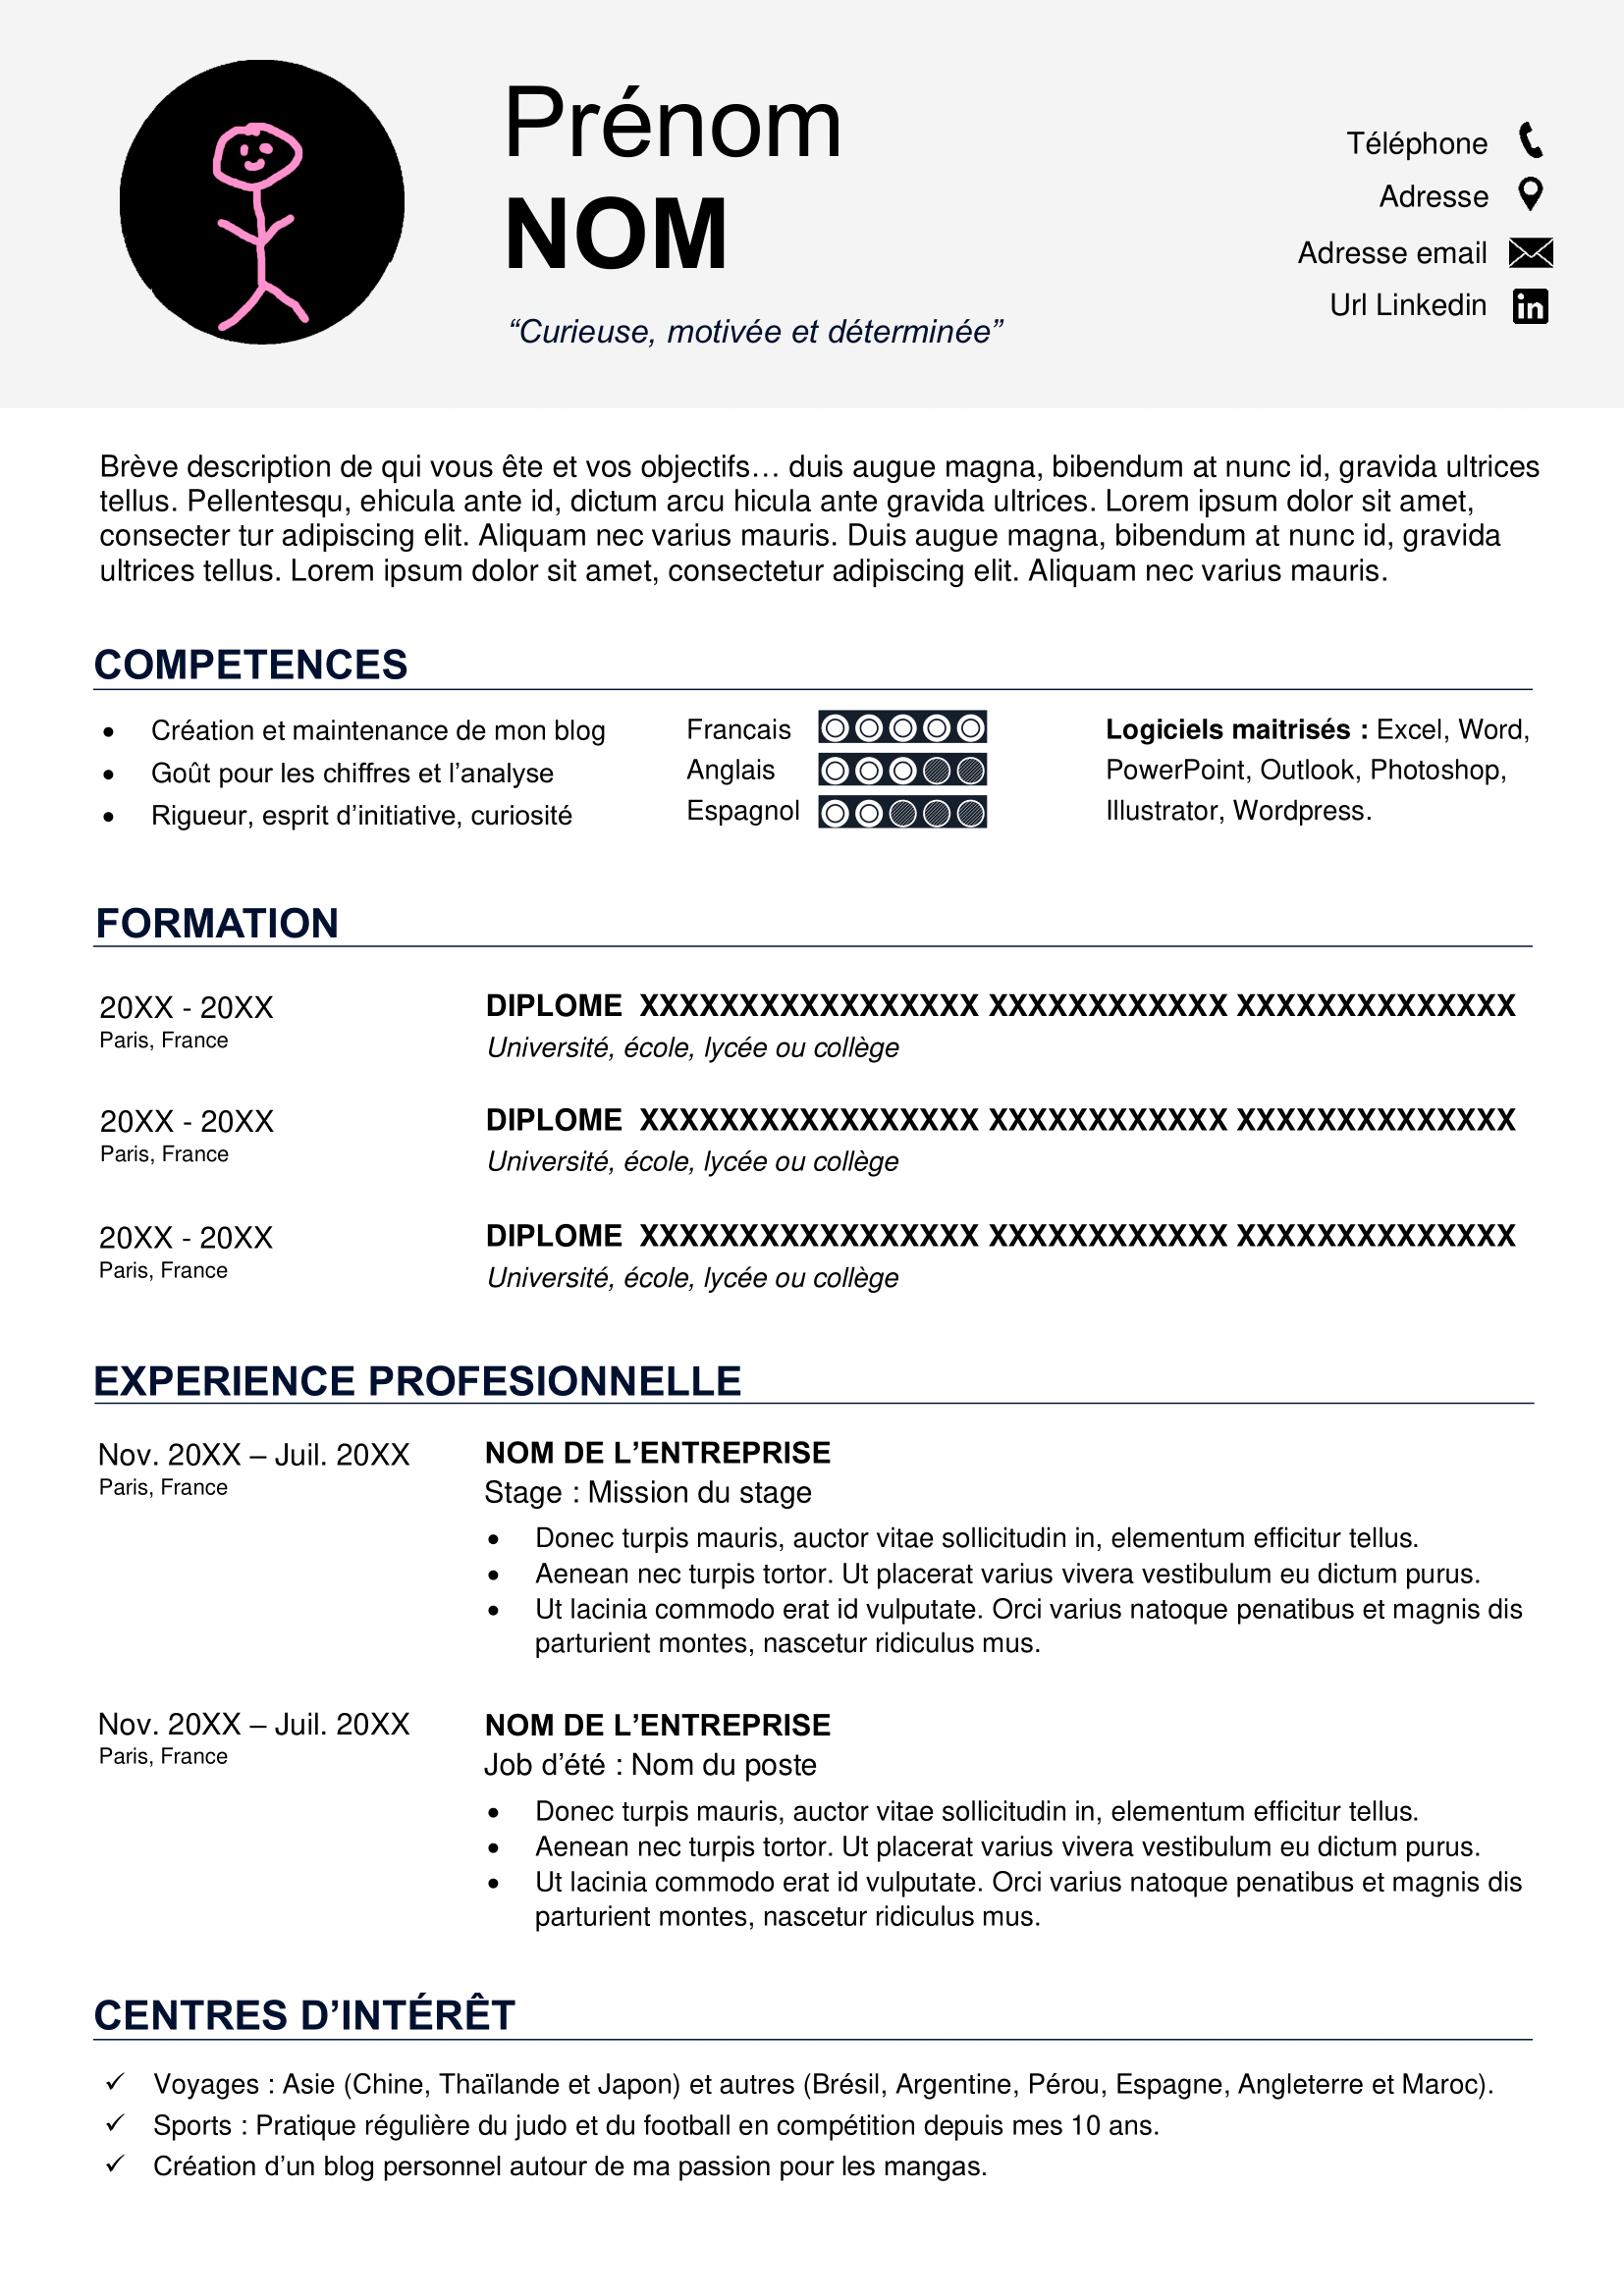 Prénom
NOM
“Curieuse, motivée et déterminée”
Téléphone
Adresse
Adresse email
Url Linkedin
in
Brève description de qui vous ête et vos objectifs… duis augue magna, bibendum at nunc id, gravida ultrices
tellus. Pellentesqu, ehicula ante id, dictum arcu hicula ante gravida ultrices. Lorem ipsum dolor sit amet,
consecter tur adipiscing elit. Aliquam nec varius mauris. Duis augue magna, bibendum at nunc id, gravida
ultrices tellus. Lorem ipsum dolor sit amet, consectetur adipiscing elit. Aliquam nec varius mauris.
COMPETENCES
• Création et maintenance de mon blog
• Goût pour les chiffres et l’analyse
• Rigueur, esprit d’initiative, curiosité
Francais
Anglais
Espagnol
Logiciels maitrisés : Excel, Word,
PowerPoint, Outlook, Photoshop,
Illustrator, Wordpress.
FORMATION
20XX - 20XX
Paris, France
DIPLOME XXXXXXXXXXXXXXXXX XXXXXXXXXXXX XXXXXXXXXXXXXX
Université, école, lycée ou collège
20XX - 20XX
Paris, France
DIPLOME XXXXXXXXXXXXXXXXX XXXXXXXXXXXX XXXXXXXXXXXXXX
Université, école, lycée ou collège
20XX - 20XX
Paris, France
DIPLOME XXXXXXXXXXXXXXXXX XXXXXXXXXXXX XXXXXXXXXXXXXX
Université, école, lycée ou collège
EXPERIENCE PROFESIONNELLE
Nov. 20XX – Juil. 20XX
Paris, France
NOM DE L’ENTREPRISE
Stage : Mission du stage
• Donec turpis mauris, auctor vitae sollicitudin in, elementum efficitur tellus.
• Aenean nec turpis tortor. Ut placerat varius vivera vestibulum eu dictum purus.
• Ut lacinia commodo erat id vulputate. Orci varius natoque penatibus et magnis dis
parturient montes, nascetur ridiculus mus.
Nov. 20XX – Juil. 20XX
Paris, France
NOM DE L’ENTREPRISE
Job d’été : Nom du poste
• Donec turpis mauris, auctor vitae sollicitudin in, elementum efficitur tellus.
• Aenean nec turpis tortor. Ut placerat varius vivera vestibulum eu dictum purus.
• Ut lacinia commodo erat id vulputate. Orci varius natoque penatibus et magnis dis
parturient montes, nascetur ridiculus mus.
CENTRES D’INTÉRÊT
✓ Voyages : Asie (Chine, Thaïlande et Japon) et autres (Brésil, Argentine, Pérou, Espagne, Angleterre et Maroc).
✓ Sports : Pratique régulière du judo et du football en compétition depuis mes 10 ans.
✓ Création d’un blog personnel autour de ma passion pour les mangas.